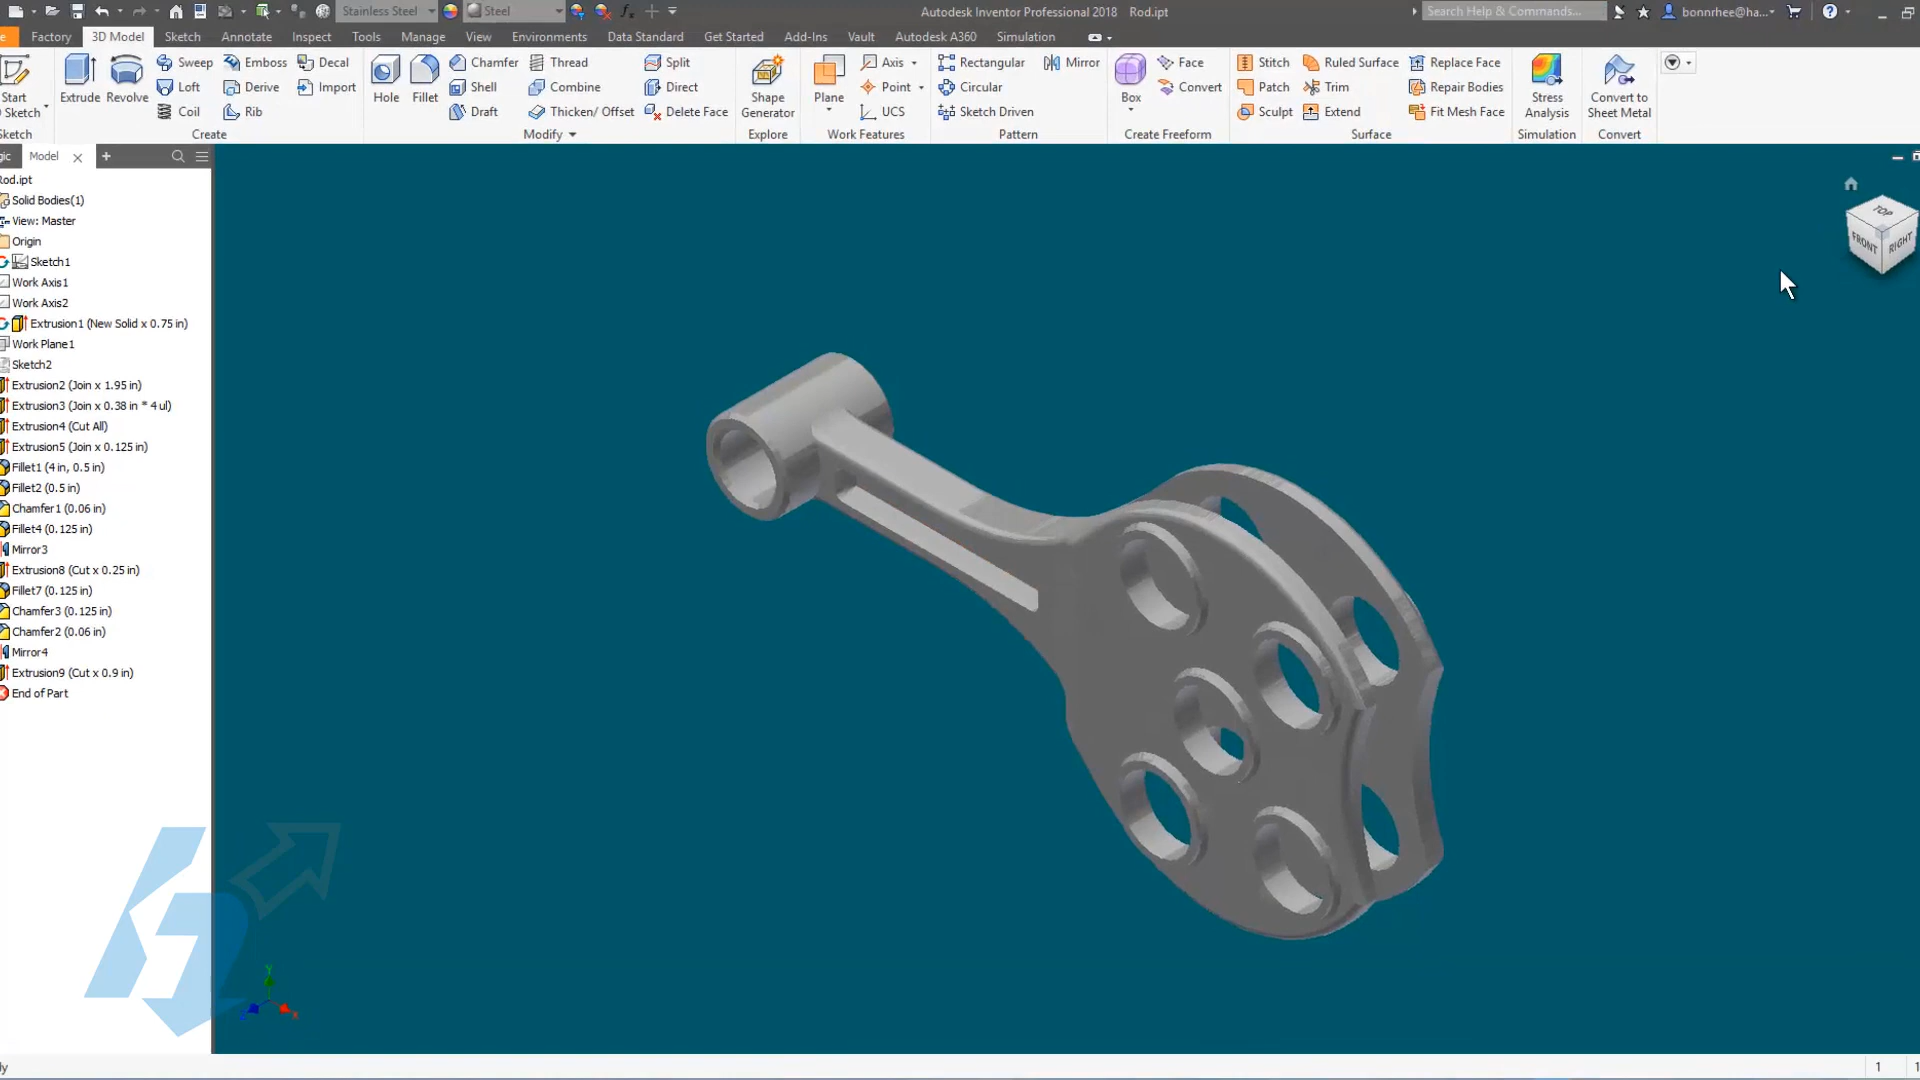 Stainless Steel
Steel
Autodesk Inventor Professional 2018 Rod.ipt
Search Help & Commands...
bonnrhee@ha...
Factory
3D Model
Sketch
Annotate
Inspect
Tools
Manage
View
Environments
Data Standard
Get Started
Add-Ins
Vault
Autodesk A360
Simulation
Start
Sketch
Extrude
Revolve
Sweep
Loft
Coil
Emboss
Derive
Rib
Decal
Import
Hole
Fillet
Chamfer
Shell
Draft
Thread
Combine
Thicken/ Offset
Split
Direct
Delete Face
Shape
Generator
Plane
Axis
Point
UCS
Rectangular
Circular
Sketch Driven
Mirror
Box
Face
Convert
Stitch
Patch
Sculpt
Ruled Surface
Trim
Extend
Replace Face
Repair Bodies
Fit Mesh Face
Stress
Analysis
Convert to
Sheet Metal
Sketch
Create
Modify
Explore
Work Features
Pattern
Create Freeform
Surface
Simulation
Convert
Model
Rod.ipt
Solid Bodies(1)
View: Master
Origin
Sketch1
Work Axis1
Work Axis2
Extrusion1 (New Solid x 0.75 in)
Work Plane1
Sketch2
Extrusion2 (Join x 1.95 in)
Extrusion3 (Join x 0.38 in * 4 ul)
Extrusion4 (Cut All)
Extrusion5 (Join x 0.125 in)
Fillet1 (4 in, 0.5 in)
Fillet2 (0.5 in)
Chamfer1 (0.06 in)
Fillet4 (0.125 in)
Mirror3
Extrusion8 (Cut x 0.25 in)
Fillet7 (0.125 in)
Chamfer3 (0.125 in)
Chamfer2 (0.06 in)
Mirror4
Extrusion9 (Cut x 0.9 in)
End of Part
TOP
FRONT
RIGHT
1
1